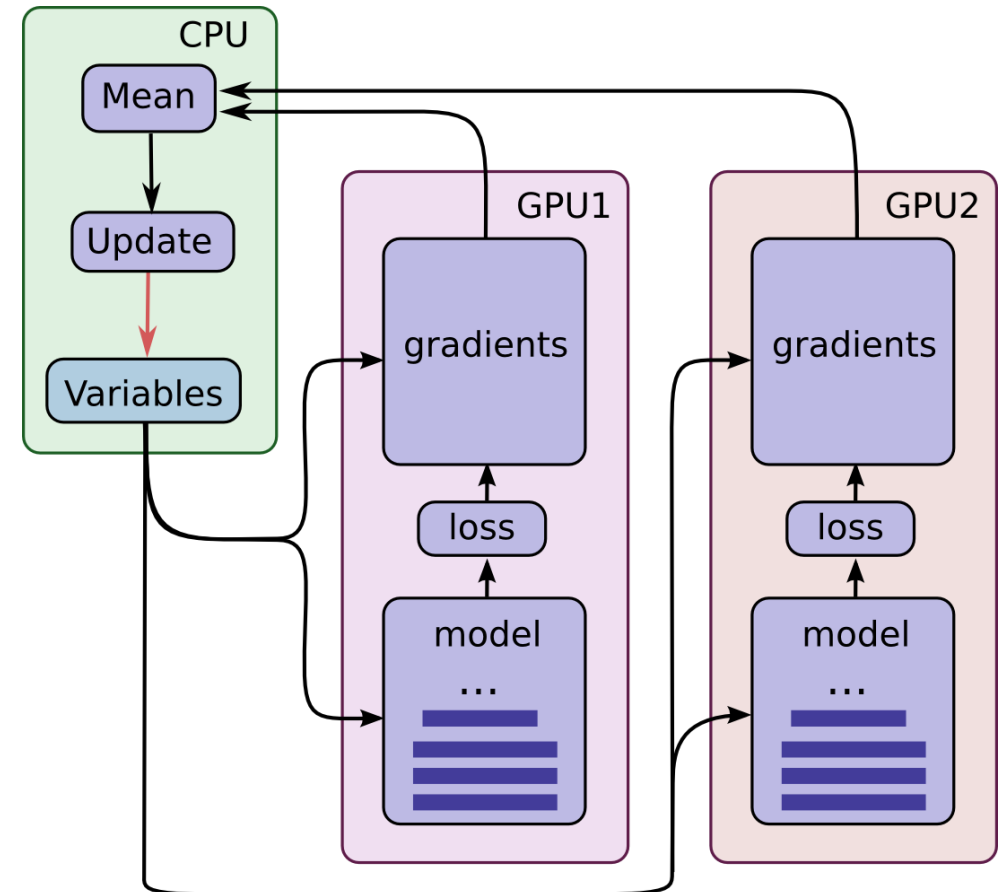 CPU
Mean
Update
Variables
GPU1
gradients
loss
model
...
GPU2
gradients
loss
model
...